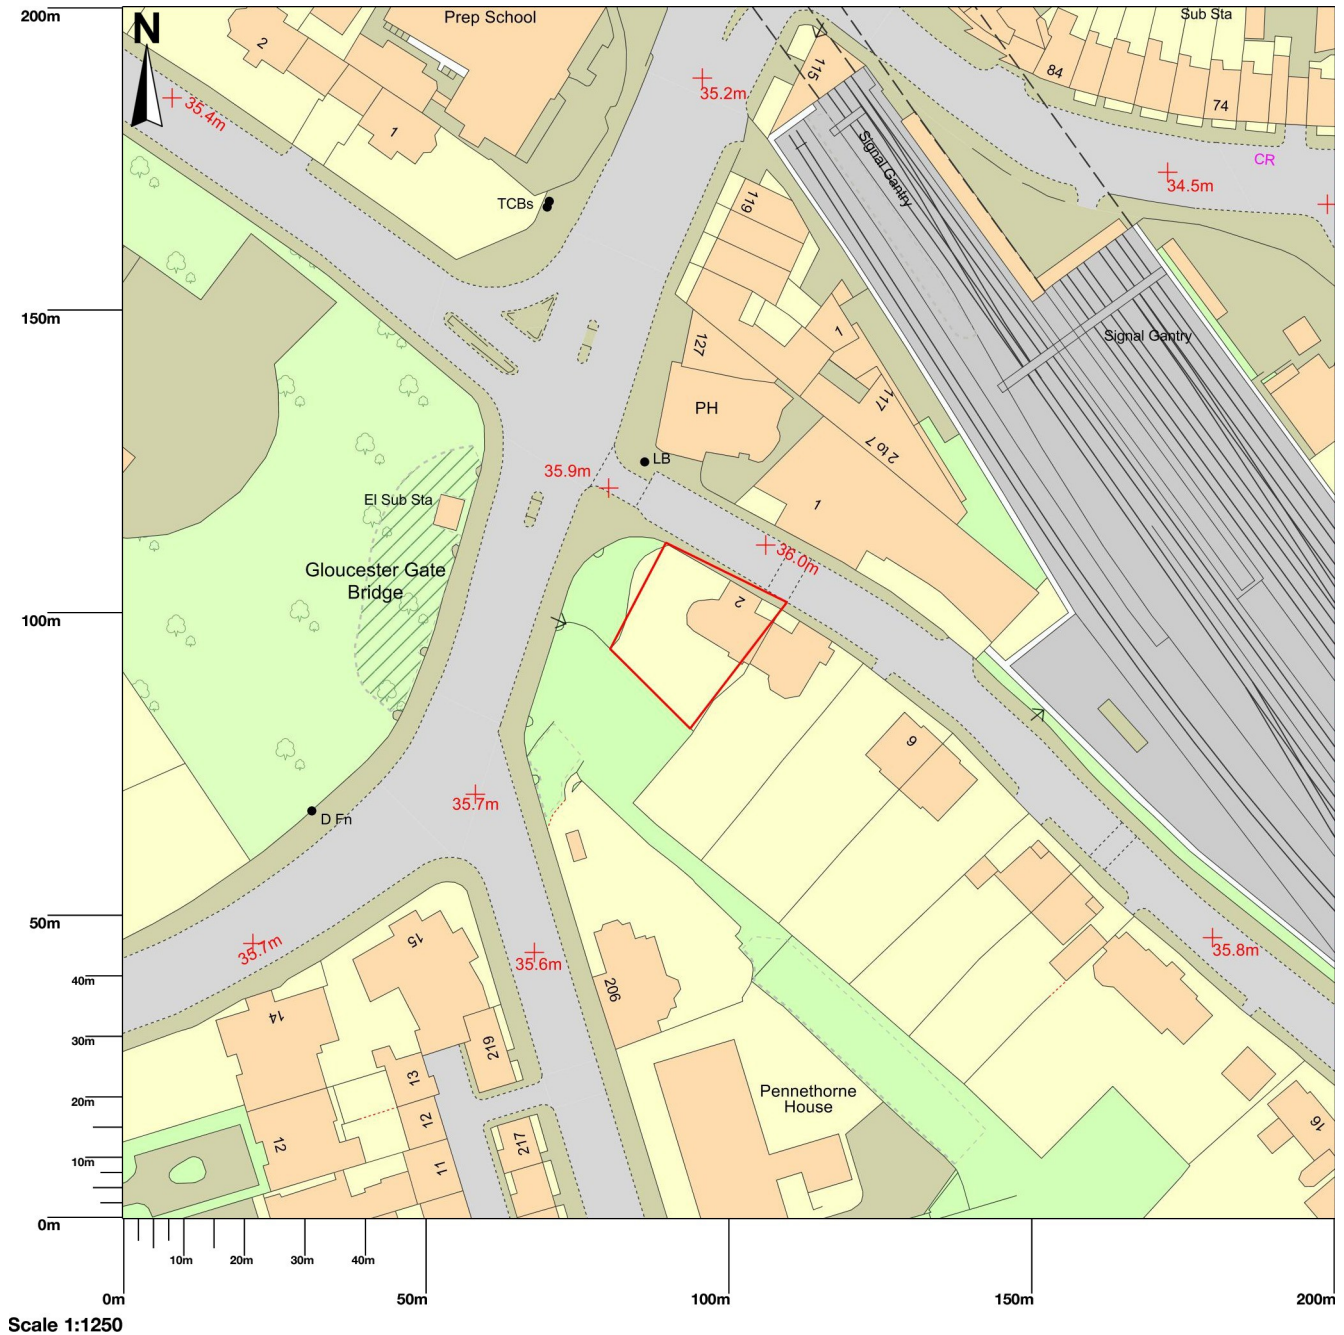 200m
N
Prep School
Sub Sta
2
115
84
74
35.2m
35.4m
1
Signal Gantry
CR
34.5m
TCBs
119
150m
1
Signal Gantry
127
117
PH
2 to 7
LB
35.9m
El Sub Sta
1
36.0m
Gloucester Gate
Bridge
2
100m
6
35.7m
D Fn
50m
15
35.7m
35.6m
35.8m
40m
206
14
30m
219
13
Pennethorne
House
20m
12
16
217
12
11
10m
0m
10m
20m
30m
40m
0m
50m
100m
150m
200m
Scale 1:1250